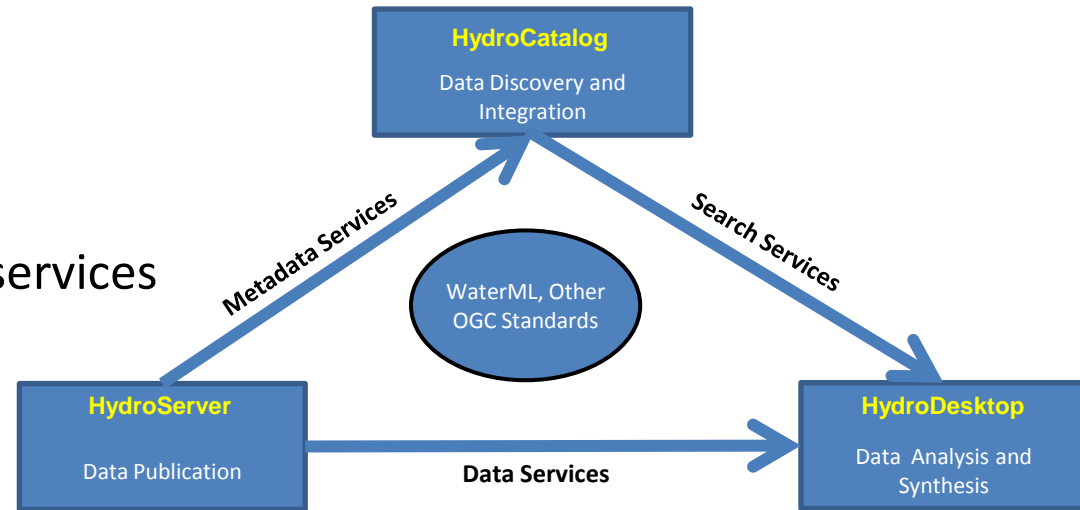 HydroCatalog
Data Discovery and
Integration
Metadata Services
Search Services
services
WaterML, Other
OGC Standards
HydroServer
Data Publication
Data Services
HydroDesktop
Data Analysis and
Synthesis